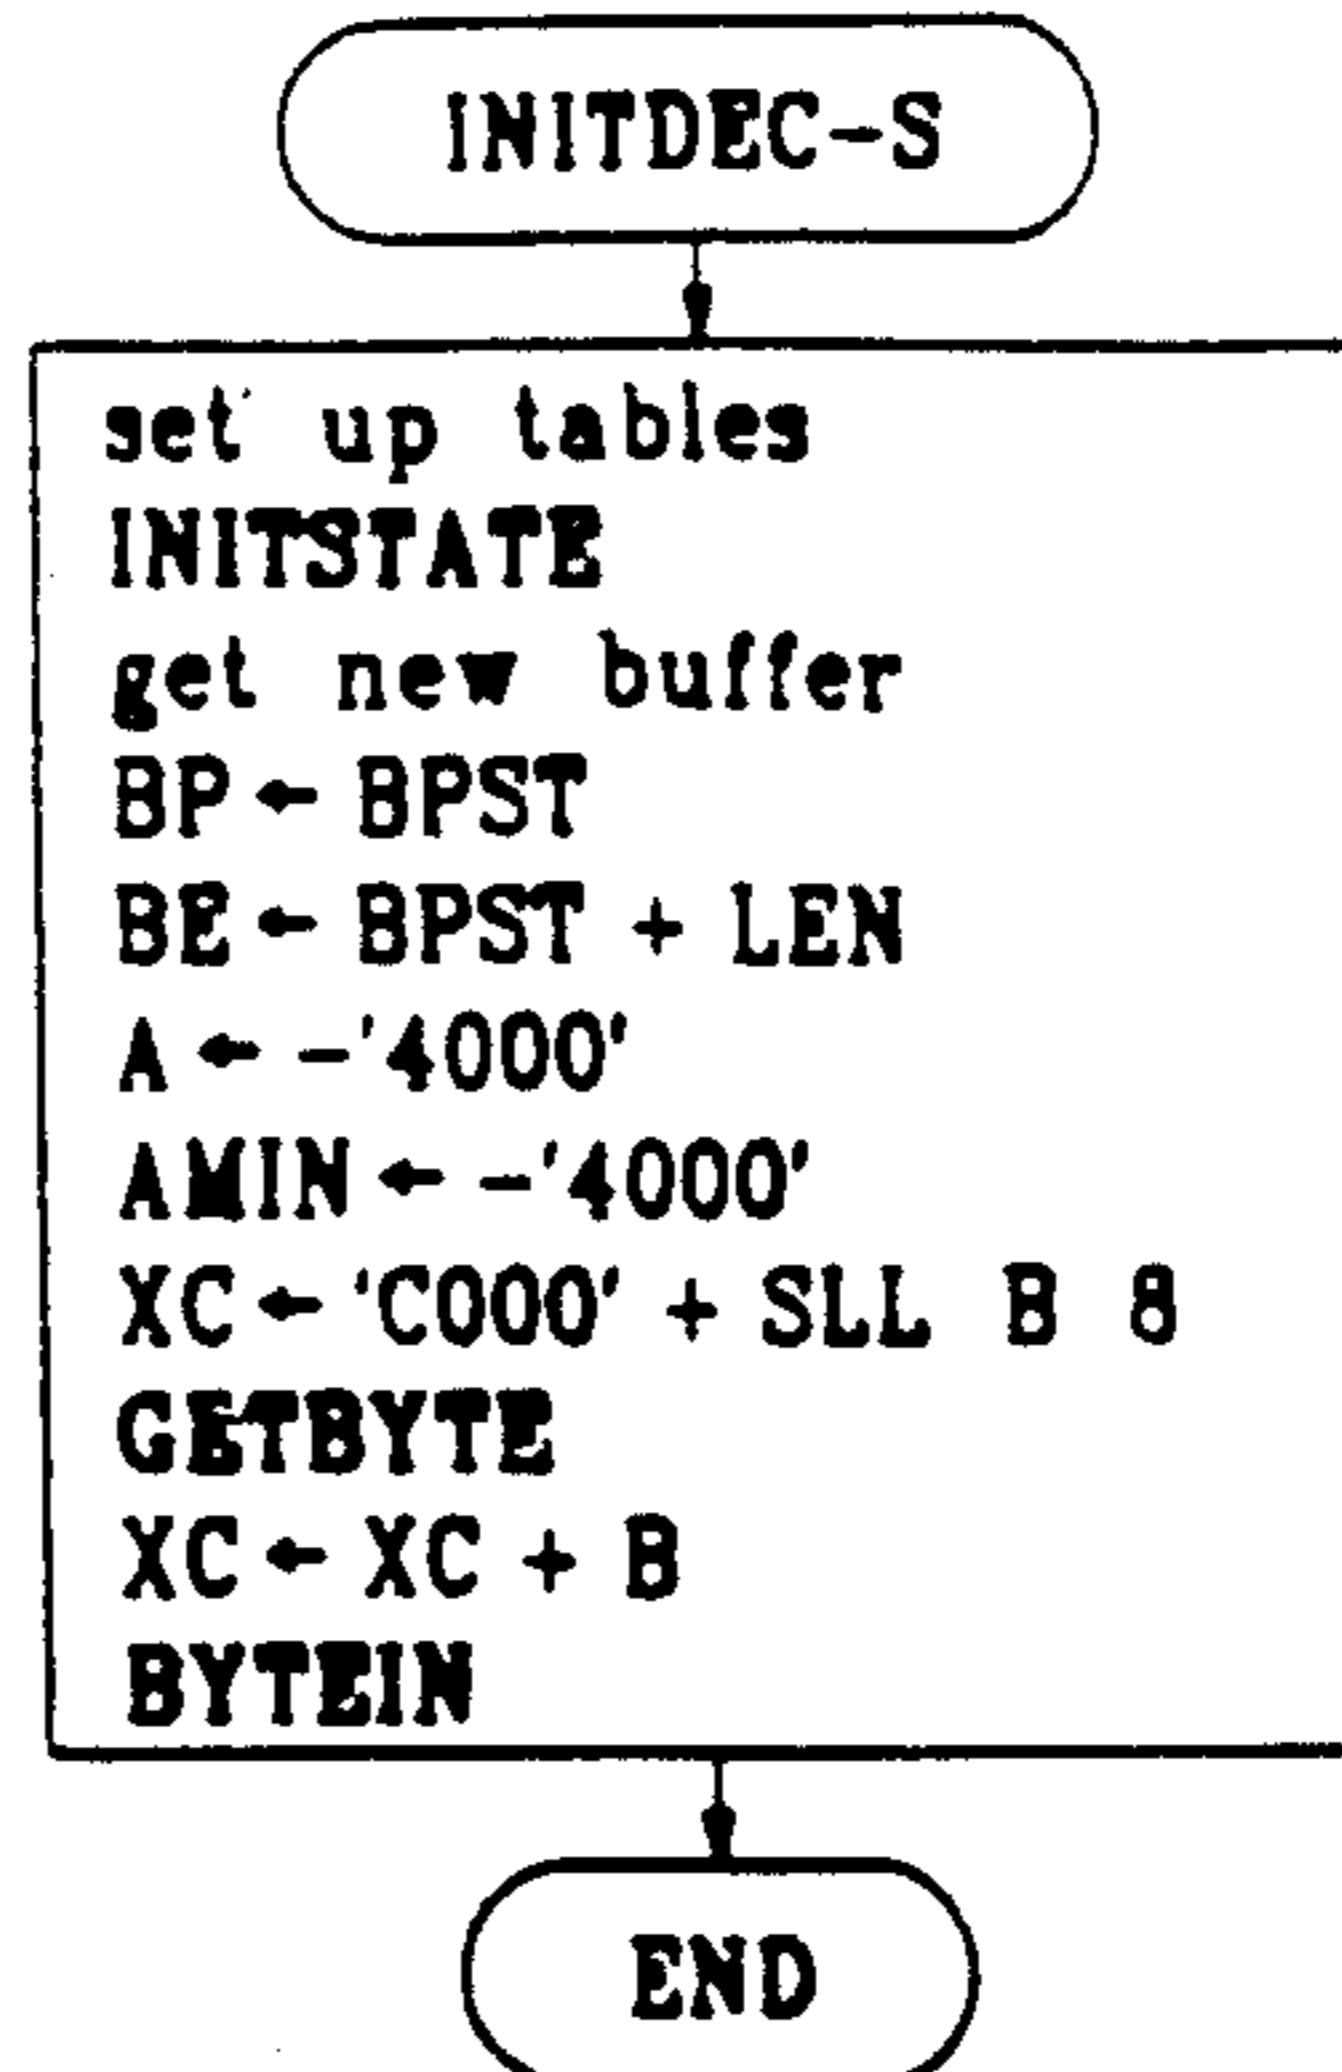 INITDEC-S
set up tables
INITSTATE
get new buffer
BP ← BPST
BE ← BPST + LEN
A ← -'4000'
AMIN ← -'4000'
XC ← 'C000' + SLL B 8
GETBYTE
XC ← XC + B
BYTEIN
END